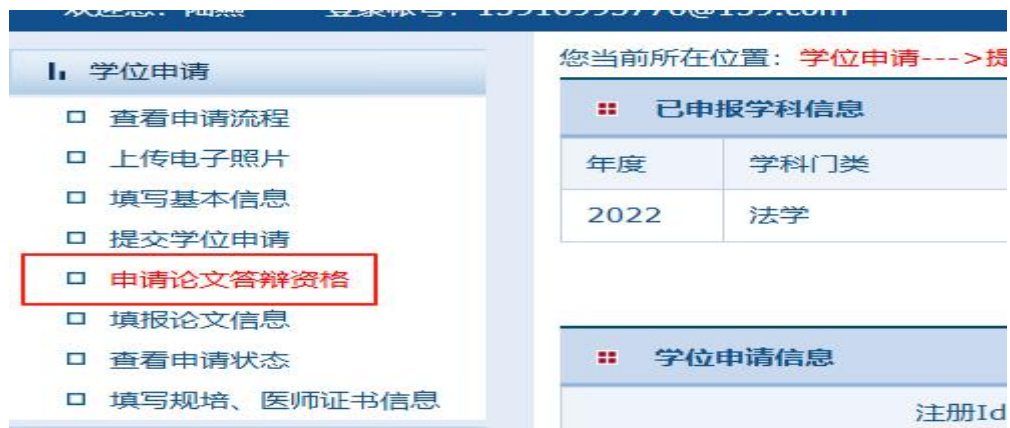 学位申请
查看申请流程
上传电子照片
填写基本信息
提交学位申请
申请论文答辩资格
填报论文信息
查看申请状态
填写规培、医师证书信息
您当前所在位置：学位申请--->提
已申报学科信息
年度 学科门类
2022 法学
学位申请信息
注册Id